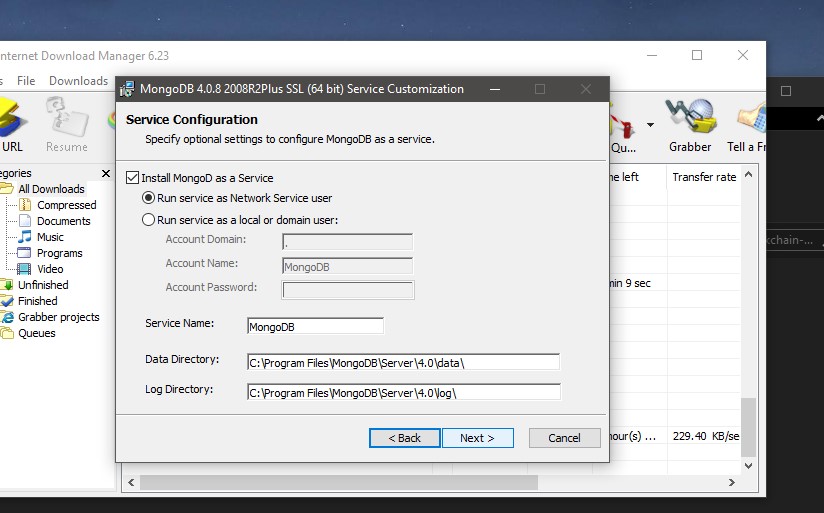 nternet Download Manager 6.23
s File Downloads
MongoDB 4.0.8 2008R2Plus SSL (64 bit) Service Customization
Service Configuration
Specify optional settings to configure MongoDB as a service.
URL
Resume
Qu...
Grabber
Tell a Fr
egories
All Downloads
Compressed
Documents
Music
Programs
Video
Unfinished
Finished
Grabber projects
Queues
Install MongoD as a Service
Run service as Network Service user
Run service as a local or domain user:
Account Domain: .
Account Name: MongoDB
Account Password:
Service Name: MongoDB
Data Directory: C:\Program Files\MongoDB\Server\4.0\data\
Log Directory: C:\Program Files\MongoDB\Server\4.0\log\
< Back
Next >
Cancel
me left
Transfer rate
min 9 sec
hour(s) ...
229.40 KB/se
kchain-...